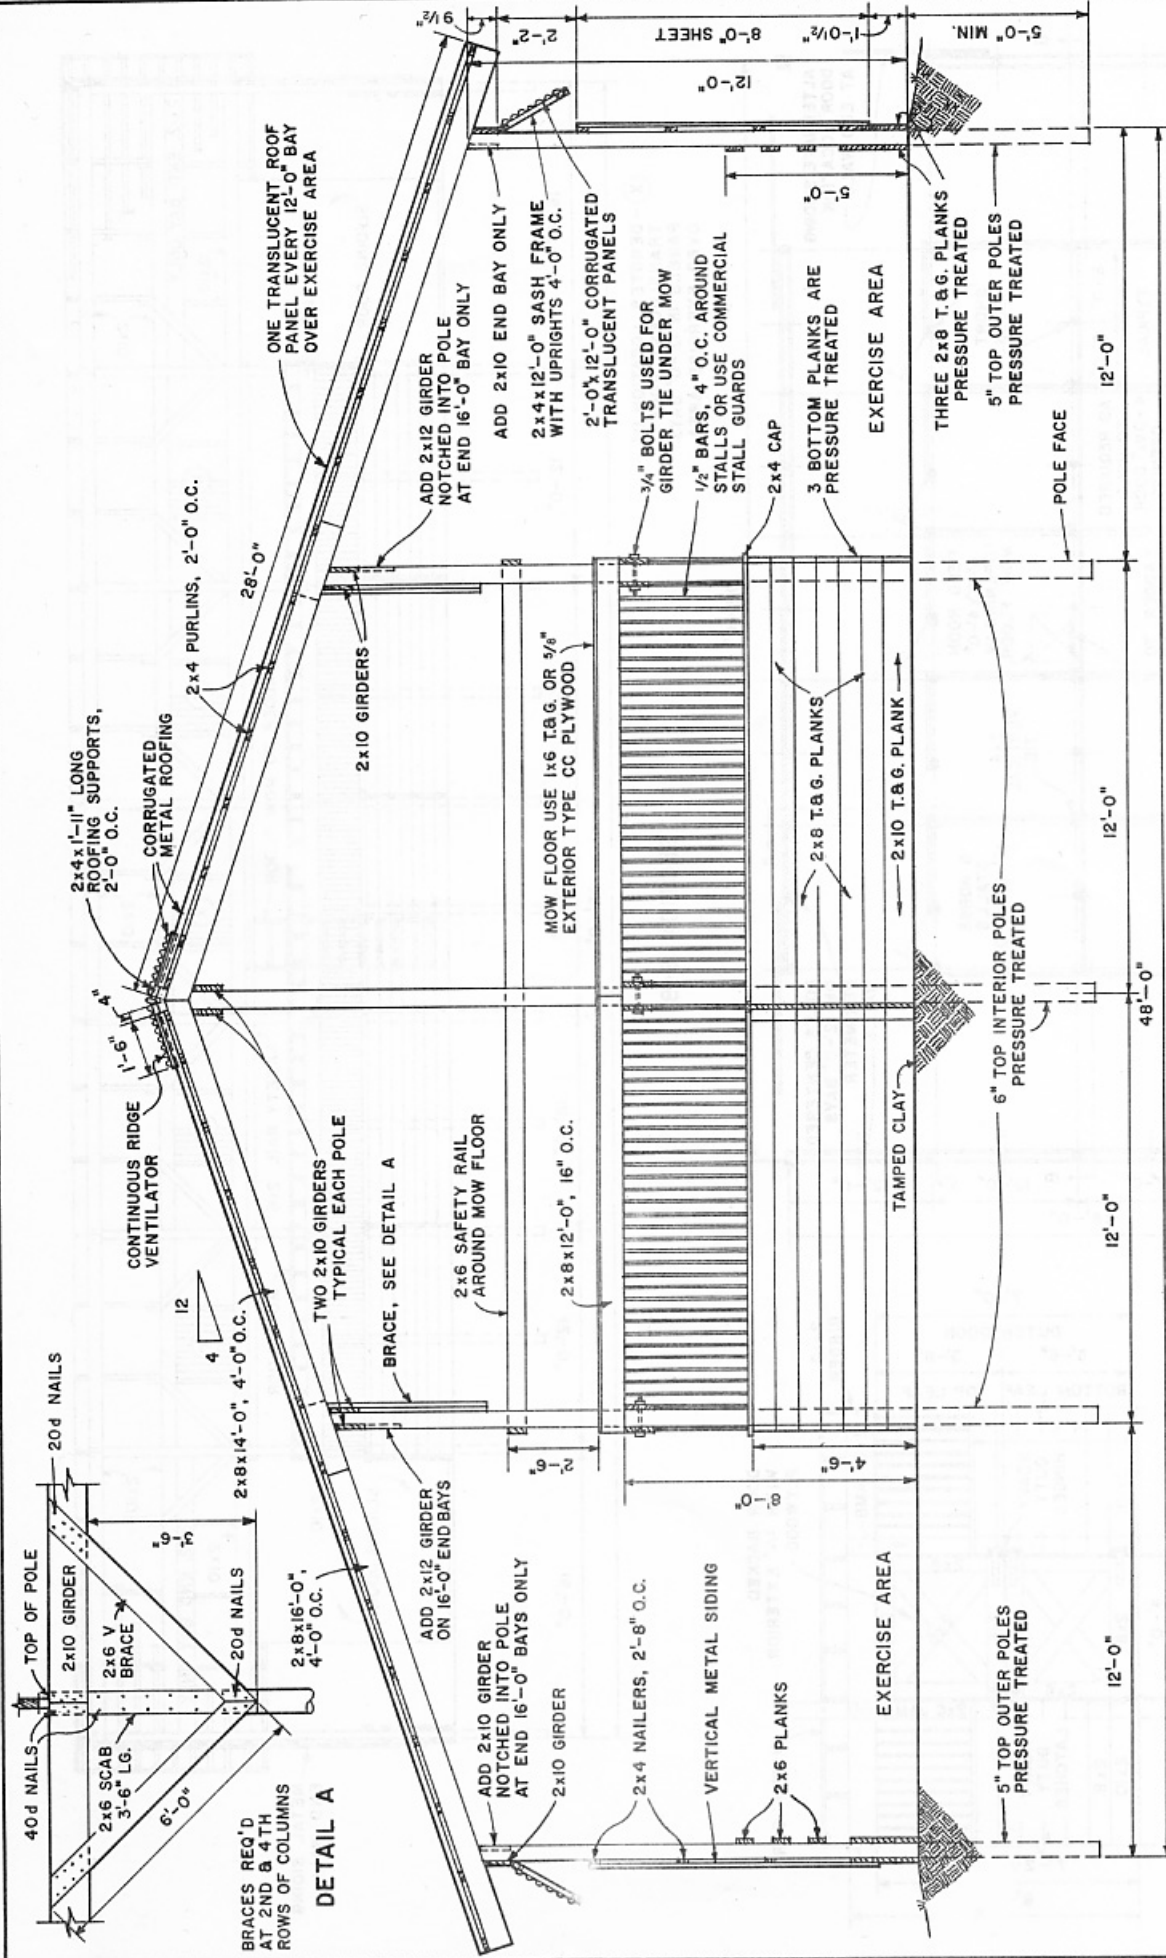 40d NAILS
TOP OF POLE
20d NAILS
2x10 GIRDER
2x6 V
BRACE
2x6 SCAB
3'-6" LG.
20d NAILS
3'-6"
6'-0"
BRACES REQ'D
AT 2ND & 4TH
ROWS OF COLUMNS
DETAIL A
12
4
CONTINUOUS RIDGE
VENTILATOR
1'-6"
4"
2x4x1'-11" LONG
ROOFING SUPPORTS,
2'-0" O.C.
CORRUGATED
METAL ROOFING
2x4 PURLINS, 2'-0" O.C.
28'-0"
ONE TRANSLUCENT ROOF
PANEL EVERY 12'-0" BAY
OVER EXERCISE AREA
2x8x14'-0", 4'-0" O.C.
2x8x16'-0",
4'-0" O.C.
TWO 2x10 GIRDERS
TYPICAL EACH POLE
BRACE, SEE DETAIL A
2x10 GIRDERS
ADD 2x12 GIRDER
NOTCHED INTO POLE
AT END 16'-0" BAY ONLY
ADD 2x12 GIRDER
ON 16'-0" END BAYS
ADD 2x10 GIRDER
NOTCHED INTO POLE
AT END 16'-0" BAYS ONLY
2x10 GIRDER
2x6 SAFETY RAIL
AROUND MOW FLOOR
2'-6"
2x8x12'-0", 16" O.C.
MOW FLOOR USE 1x6 T.&G. OR 5/8"
EXTERIOR TYPE CC PLYWOOD
ADD 2x10 END BAY ONLY
2x4x12'-0" SASH FRAME
WITH UPRIGHTS 4'-0" O.C.
2'-0"x12'-0" CORRUGATED
TRANSLUCENT PANELS
3/4" BOLTS USED FOR
GIRDER TIE UNDER MOW
1/2" BARS, 4" O.C. AROUND
STALLS OR USE COMMERCIAL
STALL GUARDS
2x4 CAP
3 BOTTOM PLANKS ARE
PRESSURE TREATED
9 1/2"
2'-2"
8'-0" SHEET
1'-0 1/2"
5'-0" MIN.
12'-0"
5'-0"
2x4 NAILERS, 2'-8" O.C.
VERTICAL METAL SIDING
2x6 PLANKS
8'-0"
4'-6"
2x8 T.&G. PLANKS
2x10 T.&G. PLANK
EXERCISE AREA
EXERCISE AREA
TAMPED CLAY
THREE 2x8 T.&G. PLANKS
PRESSURE TREATED
5" TOP OUTER POLES
PRESSURE TREATED
5" TOP OUTER POLES
PRESSURE TREATED
6" TOP INTERIOR POLES
PRESSURE TREATED
POLE FACE
12'-0"
12'-0"
12'-0"
12'-0"
48'-0"